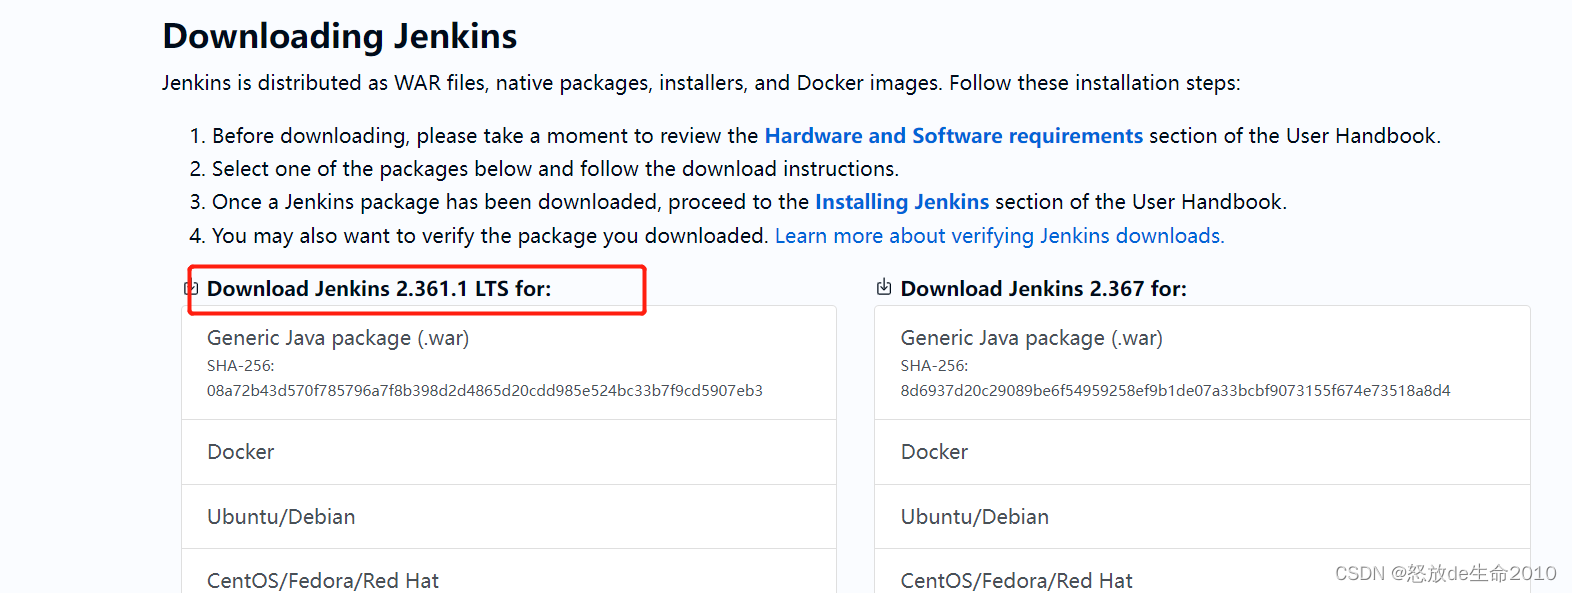 Downloading Jenkins
Jenkins is distributed as WAR files, native packages, installers, and Docker images. Follow these installation steps:
1. Before downloading, please take a moment to review the Hardware and Software requirements section of the User Handbook.
2. Select one of the packages below and follow the download instructions.
3. Once a Jenkins package has been downloaded, proceed to the Installing Jenkins section of the User Handbook.
4. You may also want to verify the package you downloaded. Learn more about verifying Jenkins downloads.
Download Jenkins 2.361.1 LTS for:
Generic Java package (.war)
SHA-256:
08a72b43d570f785796a7f8b398d2d4865d20cdd985e524bc33b7f9cd5907eb3
Docker
Ubuntu/Debian
CentOS/Fedora/Red Hat
Download Jenkins 2.367 for:
Generic Java package (.war)
SHA-256:
8d6937d20c29089be6f54959258ef9b1de07a33bcbf9073155f674e73518a8d4
Docker
Ubuntu/Debian
CentOS/Fedora/Red Hat
CSDN @怒放de生命2010